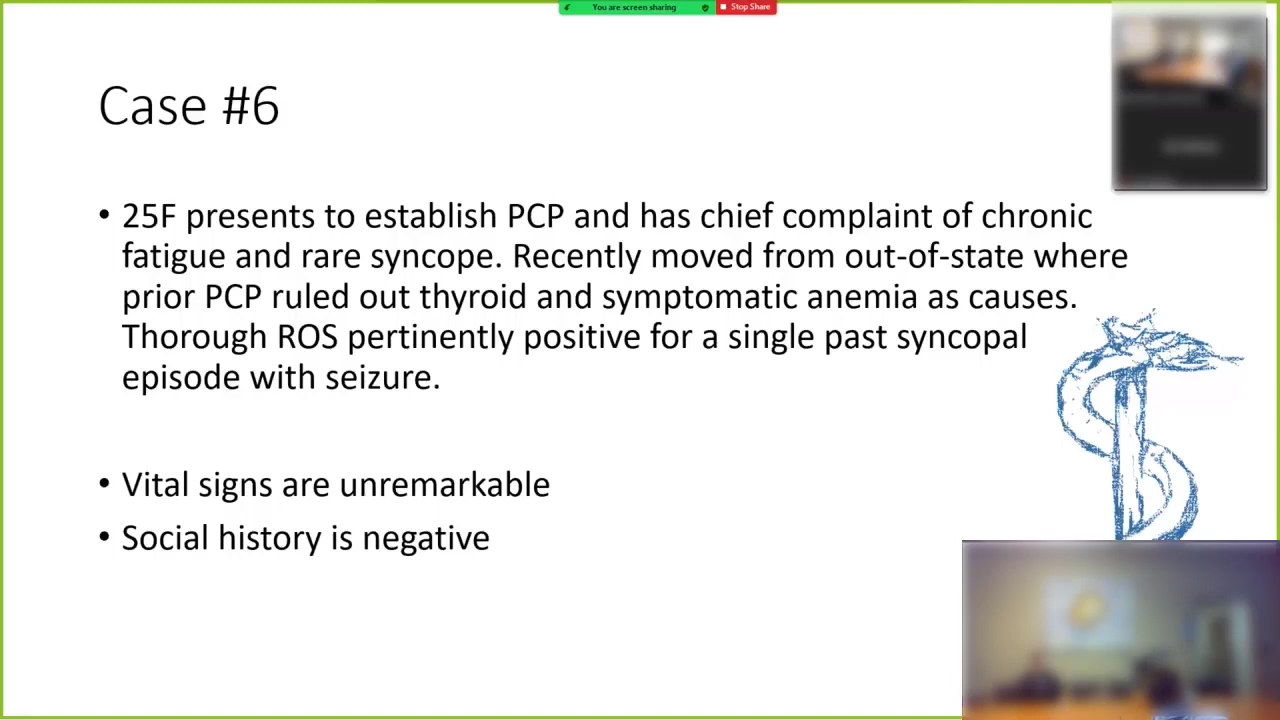 You are screen sharing
Stop Share
Case #6
• 25F presents to establish PCP and has chief complaint of chronic
fatigue and rare syncope. Recently moved from out-of-state where
prior PCP ruled out thyroid and symptomatic anemia as causes.
Thorough ROS pertinently positive for a single past syncopal
episode with seizure.
• Vital signs are unremarkable
• Social history is negative